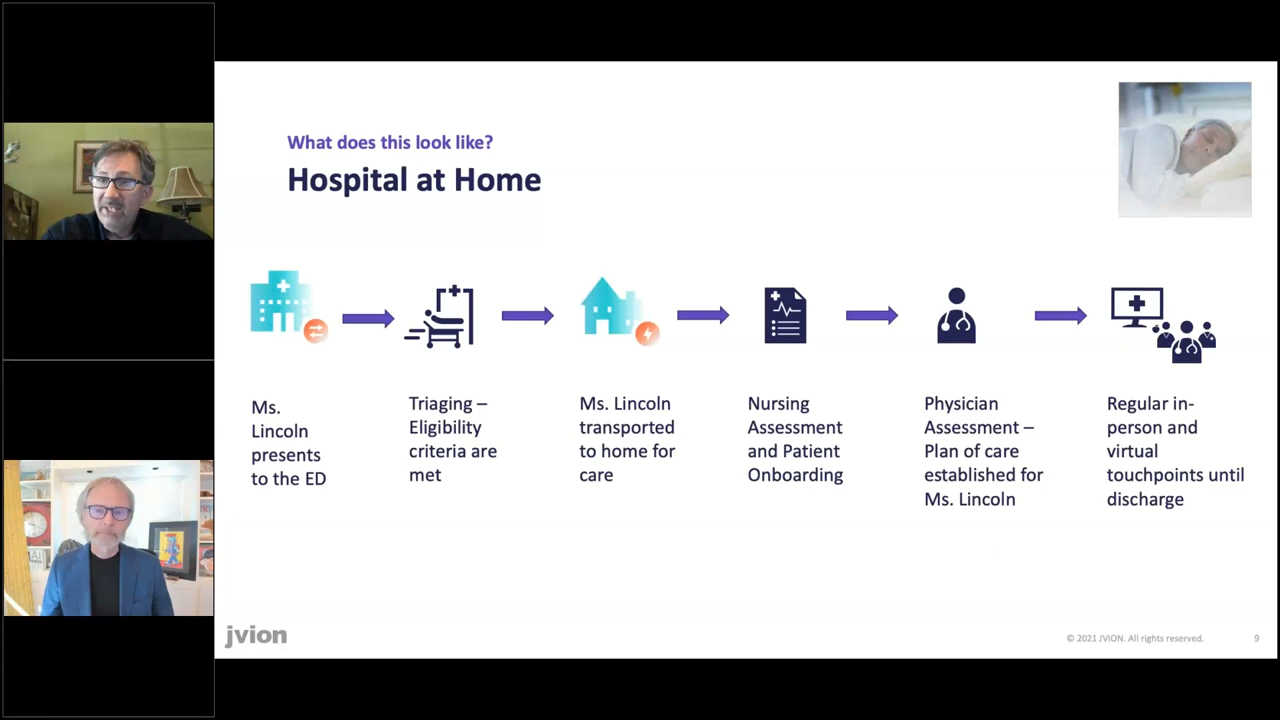 What does this look like?
Hospital at Home
Ms.
Lincoln
presents
to the ED
Triaging –
Eligibility
criteria are
met
Ms. Lincoln
transported
to home for
care
Nursing
Assessment
and Patient
Onboarding
Physician
Assessment –
Plan of care
established for
Ms. Lincoln
Regular in-
person and
virtual
touchpoints until
discharge
jvion
© 2021 JVION. All rights reserved.
9